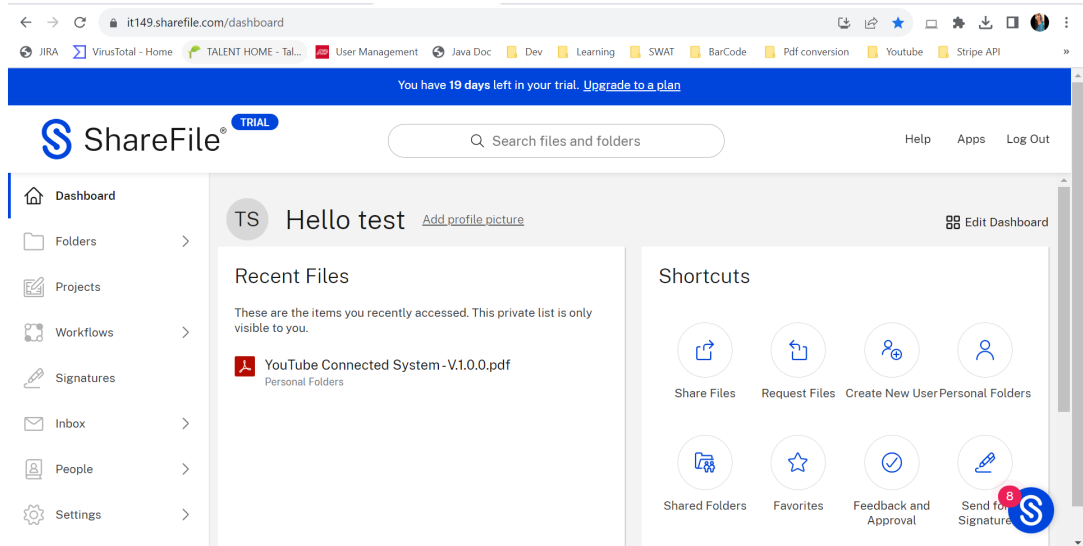 it149.sharefile.com/dashboard
JIRA VirusTotal - Home TALENT HOME - Tal... User Management Java Doc Dev Learning SWAT BarCode Pdf conversion Youtube Stripe API »
You have 19 days left in your trial. Upgrade to a plan
ShareFile® TRIAL Search files and folders Help Apps Log Out
Dashboard
Folders
Projects
Workflows
Signatures
Inbox
People
Settings
TS Hello test Add profile picture Edit Dashboard
Recent Files
These are the items you recently accessed. This private list is only
visible to you.
YouTube Connected System - V.1.0.0.pdf
Personal Folders
Shortcuts
Share Files Request Files Create New User Personal Folders
Shared Folders Favorites Feedback and Approval Send for Signature
8